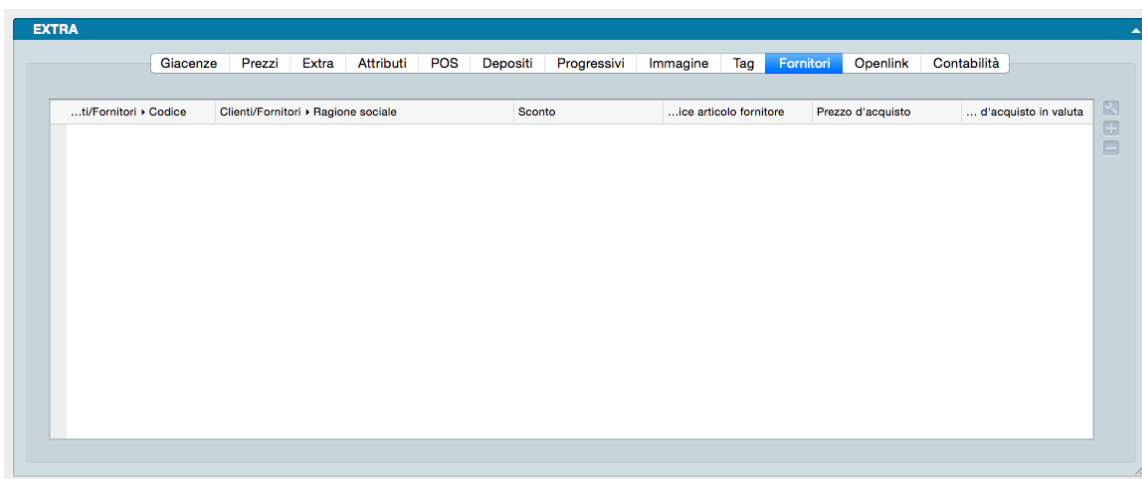 EXTRA
Giacenze Prezzi Extra Attributi POS Depositi Progressivi Immagine Tag Fornitori Openlink Contabilità
...ti/Fornitori ▸ Codice Clienti/Fornitori ▸ Ragione sociale Sconto ...ice articolo fornitore Prezzo d'acquisto ... d'acquisto in valuta